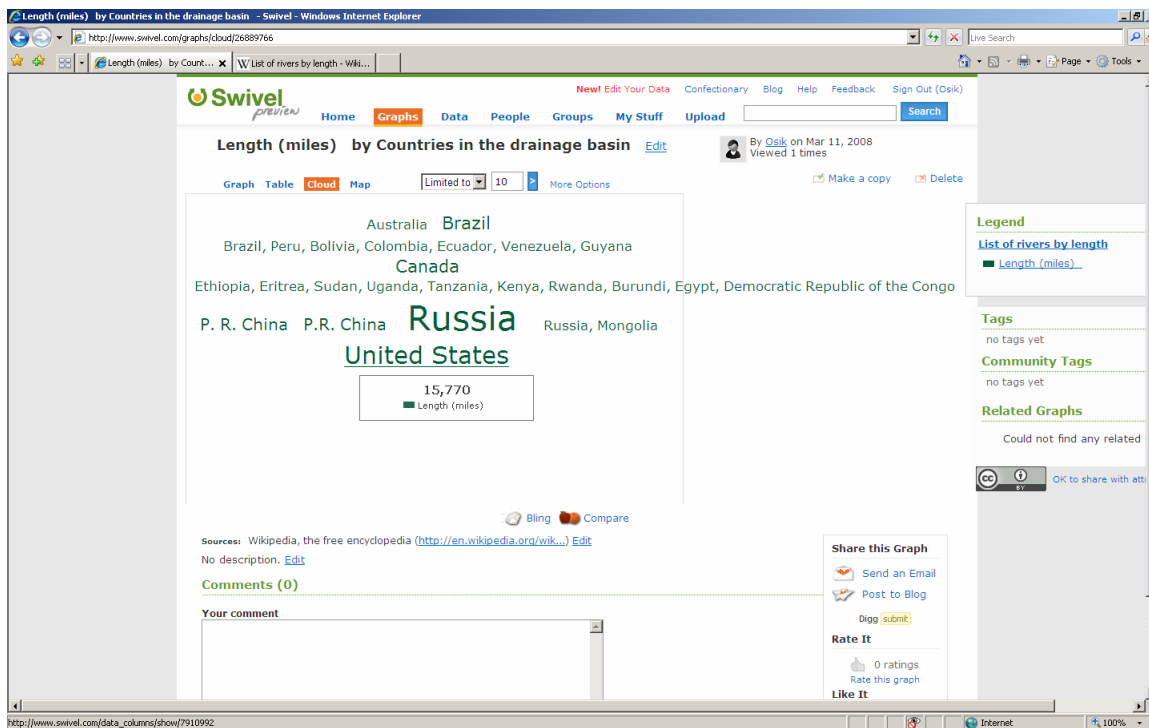 Length (miles) by Countries in the drainage basin - Swivel - Windows Internet Explorer
http://www.swivel.com/graphs/cloud/26889766
Live Search
Length (miles) by Count... List of rivers by length - Wiki...
Page Tools
New! Edit Your Data Confectionary Blog Help Feedback Sign Out (Osik)
Swivel preview
Home Graphs Data People Groups My Stuff Upload Search
Length (miles) by Countries in the drainage basin Edit
By Osik on Mar 11, 2008
Viewed 1 times
Graph Table Cloud Map Limited to 10 > More Options
Make a copy Delete
Australia Brazil
Brazil, Peru, Bolivia, Colombia, Ecuador, Venezuela, Guyana
Canada
Ethiopia, Eritrea, Sudan, Uganda, Tanzania, Kenya, Rwanda, Burundi, Egypt, Democratic Republic of the Congo
P. R. China P.R. China Russia Russia, Mongolia
United States
15,770
Length (miles)
Legend
List of rivers by length
Length (miles)
Tags
no tags yet
Community Tags
no tags yet
Related Graphs
Could not find any related
cc BY OK to share with att
Bling Compare
Sources: Wikipedia, the free encyclopedia (http://en.wikipedia.org/wik...) Edit
No description. Edit
Comments (0)
Your comment
Share this Graph
Send an Email
Post to Blog
Digg submit
Rate It
0 ratings
Rate this graph
Like It
http://www.swivel.com/data_columns/show/7910992
Internet 100%